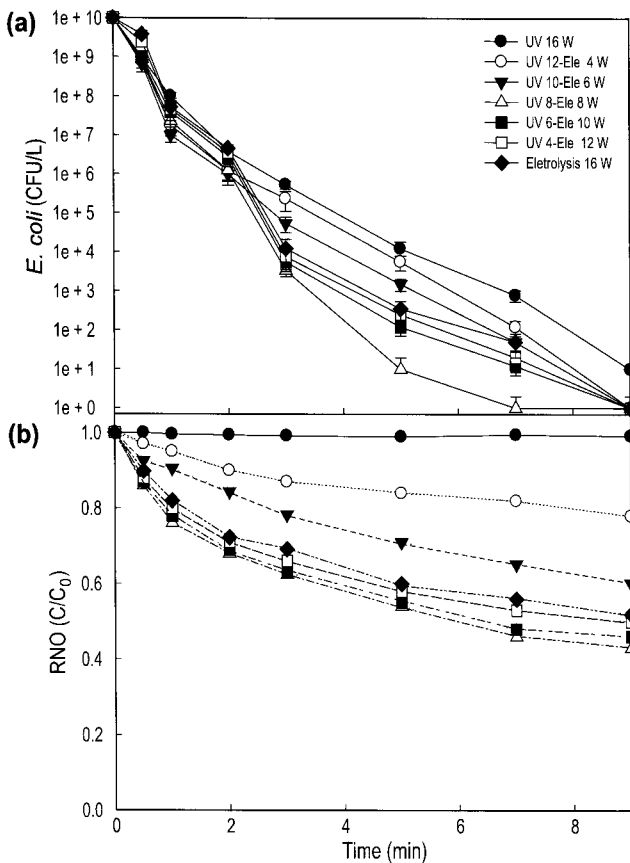 (a)
1e + 10
1e + 9
1e + 8
1e + 7
1e + 6
1e + 5
1e + 4
1e + 3
1e + 2
1e + 1
1e + 0
E. coli (CFU/L)
UV 16 W
UV 12-Ele 4 W
UV 10-Ele 6 W
UV 8-Ele 8 W
UV 6-Ele 10 W
UV 4-Ele 12 W
Eletrolysis 16 W
(b)
1.0
0.8
0.6
0.4
0.2
0.0
RNO (C/C0)
0 2 4 6 8
Time (min)